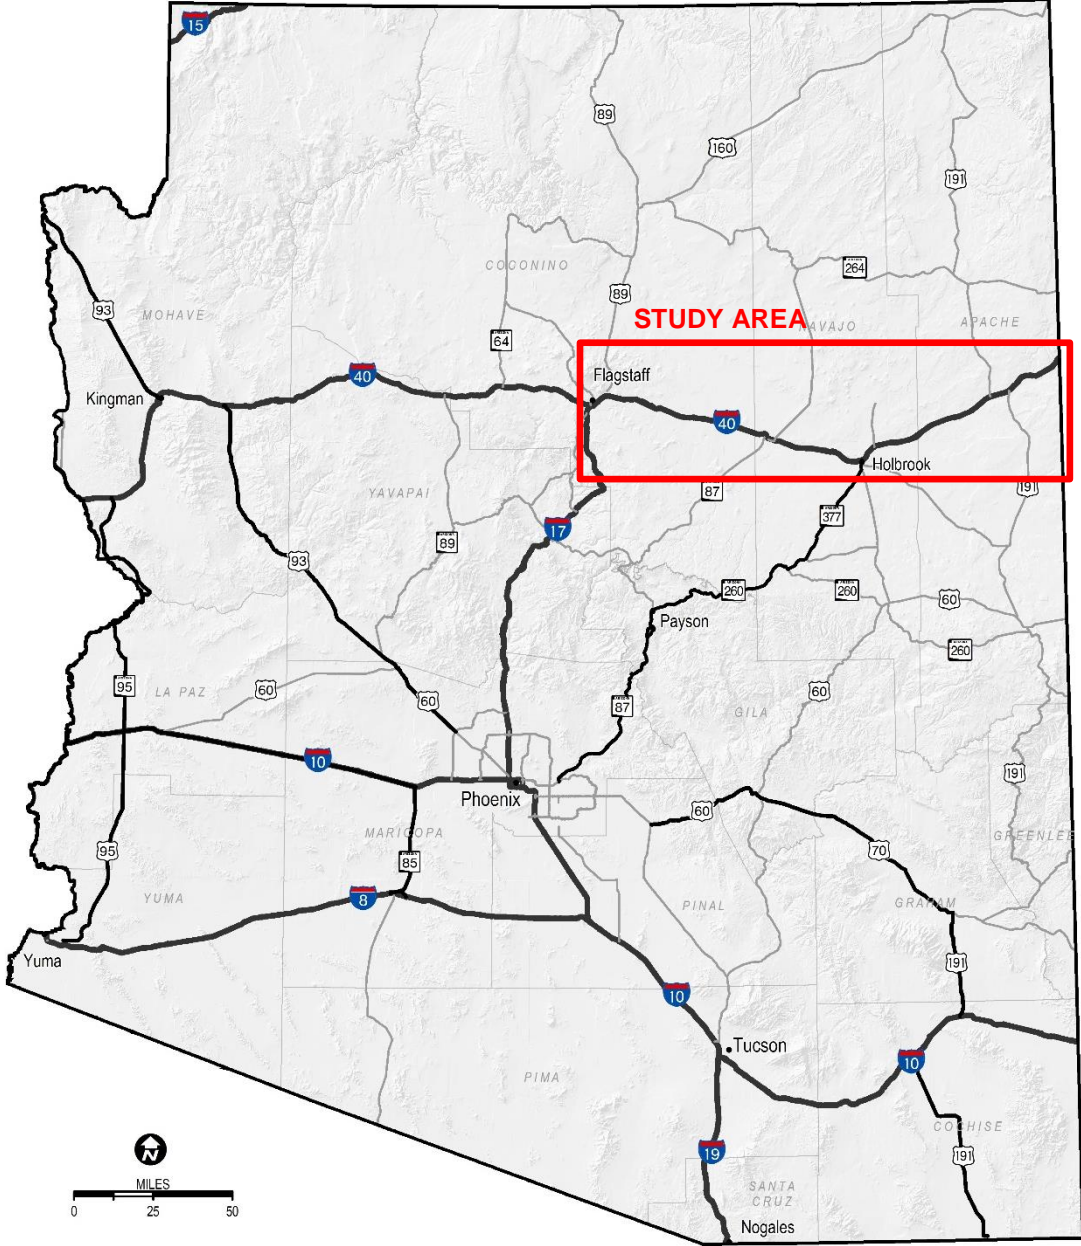 15
89
160
191
264
COCONINO
89
93
MOHAVE
STUDY AREA
NAVAJO
APACHE
64
40
Flagstaff
Kingman
40
Holbrook
YAVAPAI
87
191
377
17
89
93
260
260
60
Payson
260
95
LA PAZ
60
60
87
60
GILA
10
191
Phoenix
60
MARICOPA
GREENLEE
95
85
70
8
YUMA
PINAL
GRAHAM
Yuma
191
10
Tucson
10
PIMA
COCHISE
N
19
191
MILES
SANTA
CRUZ
0 25 50
Nogales